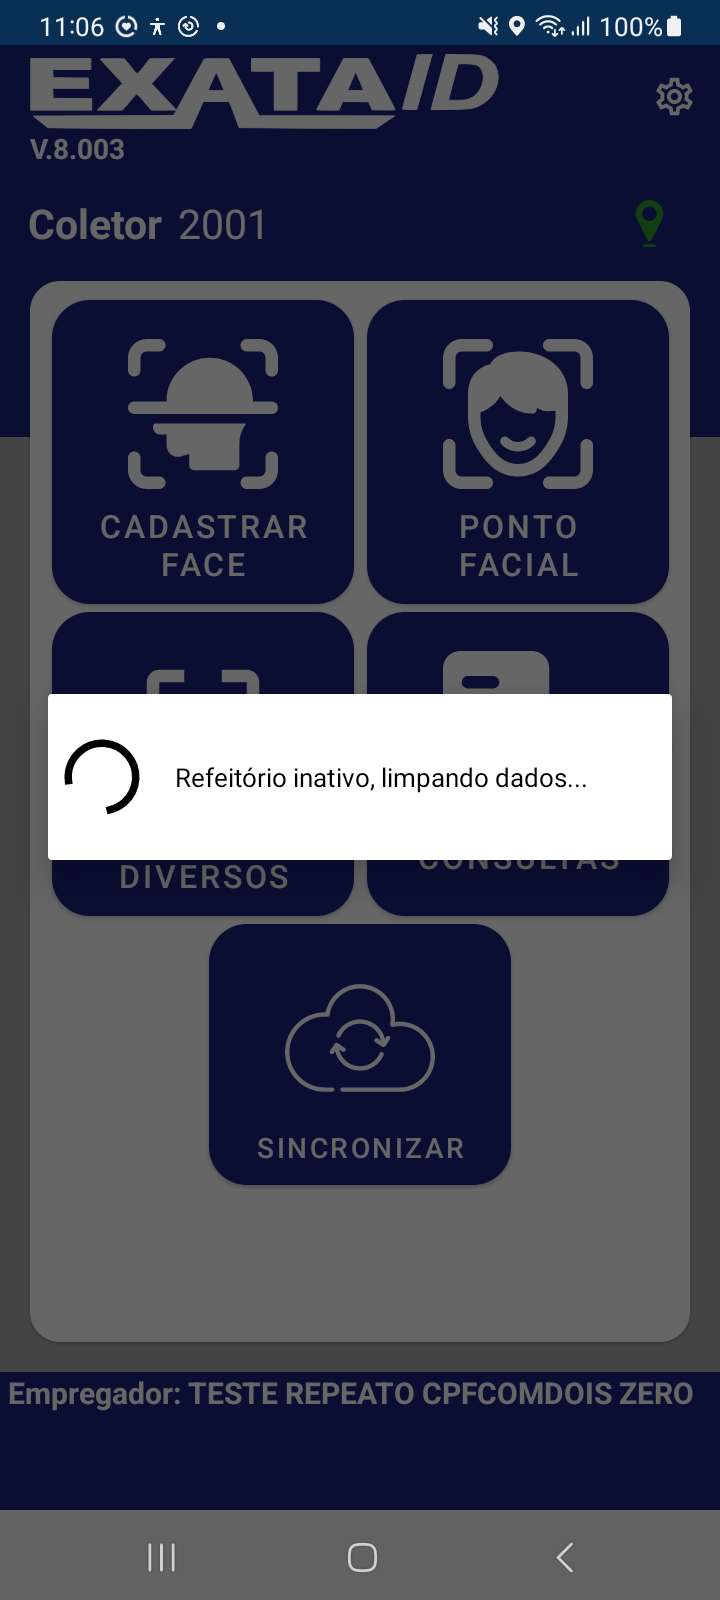 11:06
100%
EXATA ID
V.8.003
Coletor 2001
CADASTRAR
FACE
PONTO
FACIAL
Refeitório inativo, limpando dados...
DIVERSOS
CONSULTAS
SINCRONIZAR
Empregador: TESTE REPEATO CPFCOMDOIS ZERO